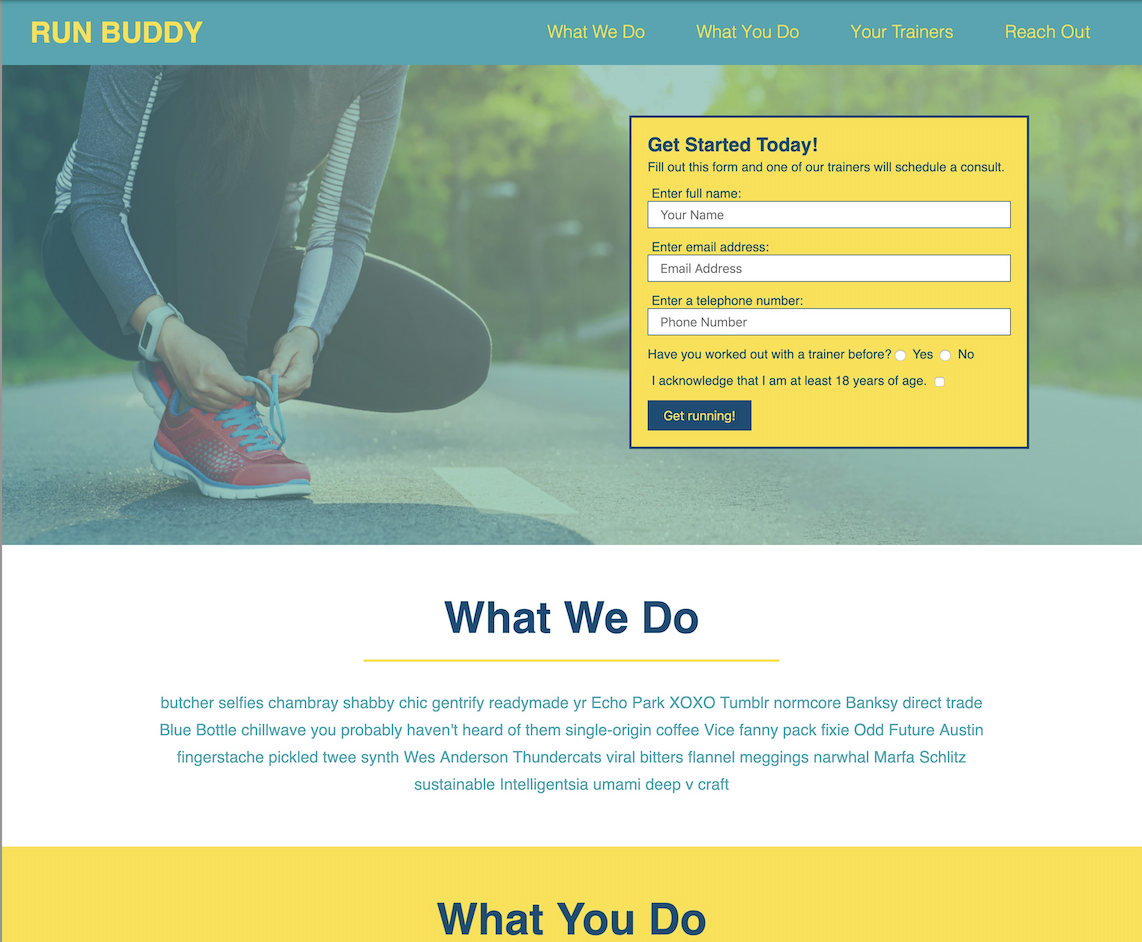 RUN BUDDY
What We Do
What You Do
Your Trainers
Reach Out
Get Started Today!
Fill out this form and one of our trainers will schedule a consult.
Enter full name:
Your Name
Enter email address:
Email Address
Enter a telephone number:
Phone Number
Have you worked out with a trainer before? Yes No
I acknowledge that I am at least 18 years of age.
Get running!
What We Do
butcher selfies chambray shabby chic gentrify readymade yr Echo Park XOXO Tumblr normcore Banksy direct trade
Blue Bottle chillwave you probably haven't heard of them single-origin coffee Vice fanny pack fixie Odd Future Austin
fingerstache pickled twee synth Wes Anderson Thundercats viral bitters flannel meggings narwhal Marfa Schlitz
sustainable Intelligentsia umami deep v craft
What You Do